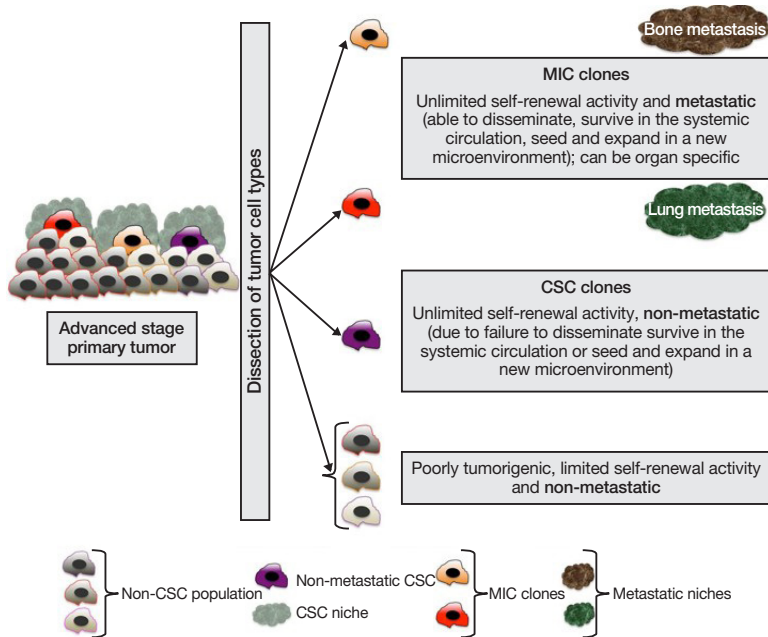 Bone metastasis
MIC clones
Unlimited self-renewal activity and metastatic
(able to disseminate, survive in the systemic
circulation, seed and expand in a new
microenvironment); can be organ specific
Lung metastasis
Dissection of tumor cell types
Advanced stage
primary tumor
CSC clones
Unlimited self-renewal activity, non-metastatic
(due to failure to disseminate survive in the
systemic circulation or seed and expand in a
new microenvironment)
Poorly tumorigenic, limited self-renewal activity
and non-metastatic
Non-CSC population
Non-metastatic CSC
CSC niche
MIC clones
Metastatic niches